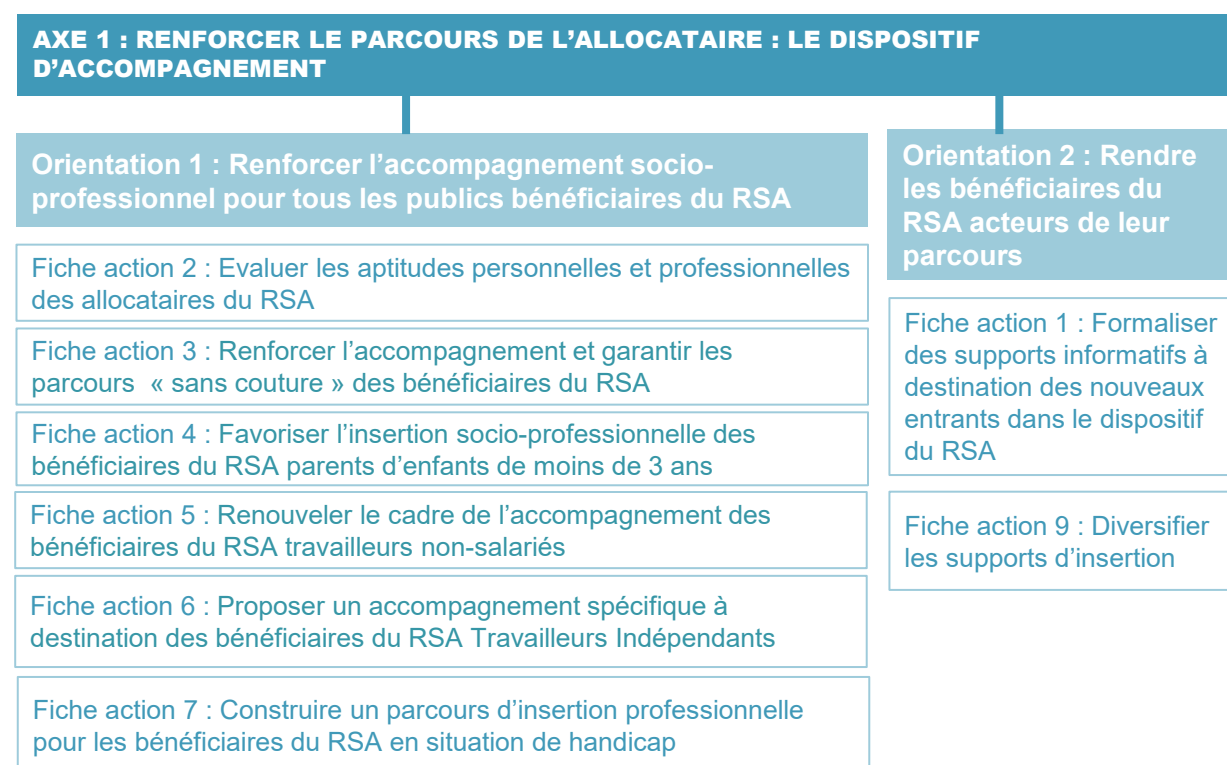 AXE 1 : RENFORCER LE PARCOURS DE L’ALLOCATAIRE : LE DISPOSITIF
D’ACCOMPAGNEMENT
Orientation 1 : Renforcer l’accompagnement socio-
professionnel pour tous les publics bénéficiaires du RSA
Fiche action 2 : Evaluer les aptitudes personnelles et professionnelles
des allocataires du RSA
Fiche action 3 : Renforcer l’accompagnement et garantir les
parcours « sans couture » des bénéficiaires du RSA
Fiche action 4 : Favoriser l’insertion socio-professionnelle des
bénéficiaires du RSA parents d’enfants de moins de 3 ans
Fiche action 5 : Renouveler le cadre de l’accompagnement des
bénéficiaires du RSA travailleurs non-salariés
Fiche action 6 : Proposer un accompagnement spécifique à
destination des bénéficiaires du RSA Travailleurs Indépendants
Fiche action 7 : Construire un parcours d’insertion professionnelle
pour les bénéficiaires du RSA en situation de handicap
Orientation 2 : Rendre
les bénéficiaires du
RSA acteurs de leur
parcours
Fiche action 1 : Formaliser
des supports informatifs à
destination des nouveaux
entrants dans le dispositif
du RSA
Fiche action 9 : Diversifier
les supports d’insertion